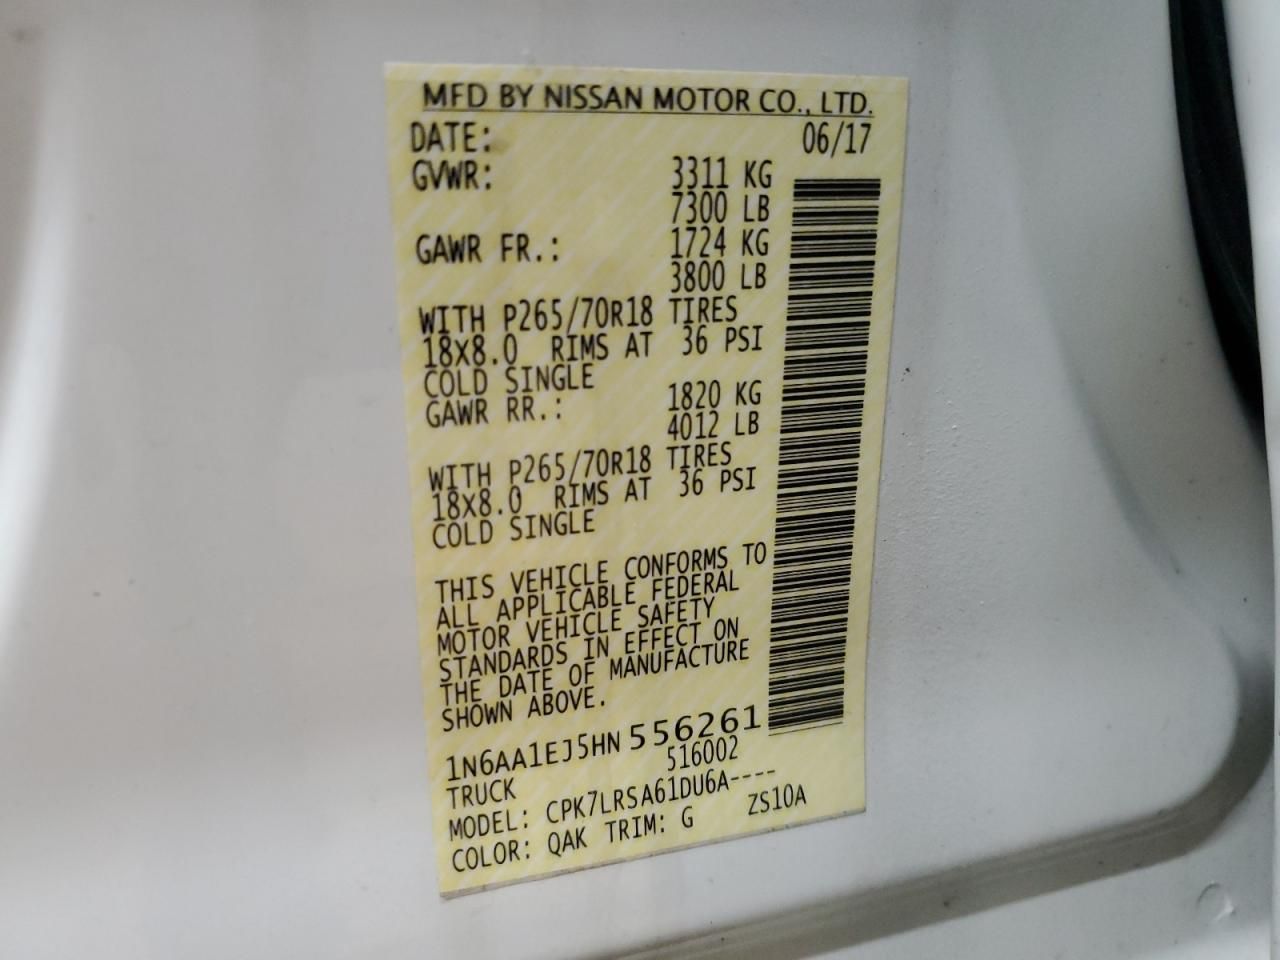 MFD BY NISSAN MOTOR CO., LTD.
DATE: 06/17
GVWR: 3311 KG
7300 LB
GAWR FR.: 1724 KG
3800 LB
WITH P265/70R18 TIRES
18X8.0 RIMS AT 36 PSI
COLD SINGLE
GAWR RR.: 1820 KG
4012 LB
WITH P265/70R18 TIRES
18X8.0 RIMS AT 36 PSI
COLD SINGLE
THIS VEHICLE CONFORMS TO
ALL APPLICABLE FEDERAL
MOTOR VEHICLE SAFETY
STANDARDS IN EFFECT ON
THE DATE OF MANUFACTURE
SHOWN ABOVE.
1N6AA1EJ5HN 556261
TRUCK 516002
MODEL: CPK7LRSA61DU6A----
COLOR: QAK TRIM: G ZS10A